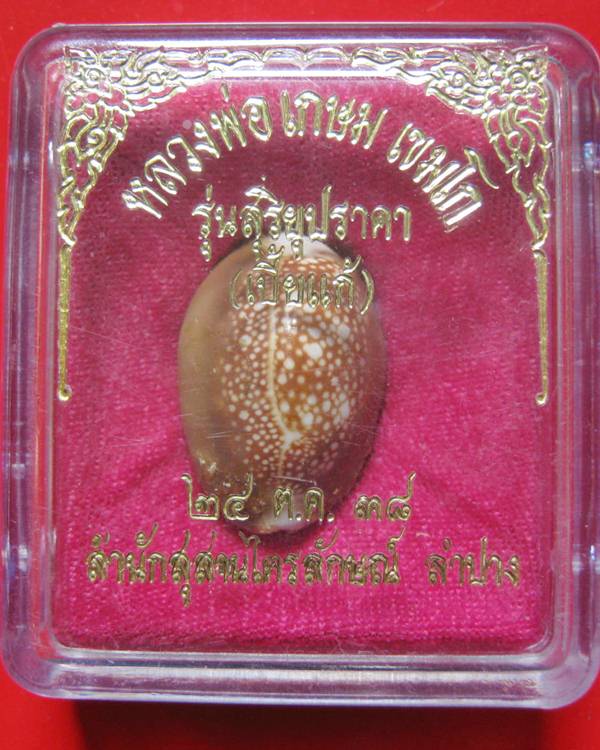 หลวงพ่อเกษม เขมโก
รุ่นสุริยุปราคา
(เบี้ยแก้)
๒๔ ต.ค. ๓๘
สำนักสุสานไตรลักษณ์ ลำปาง